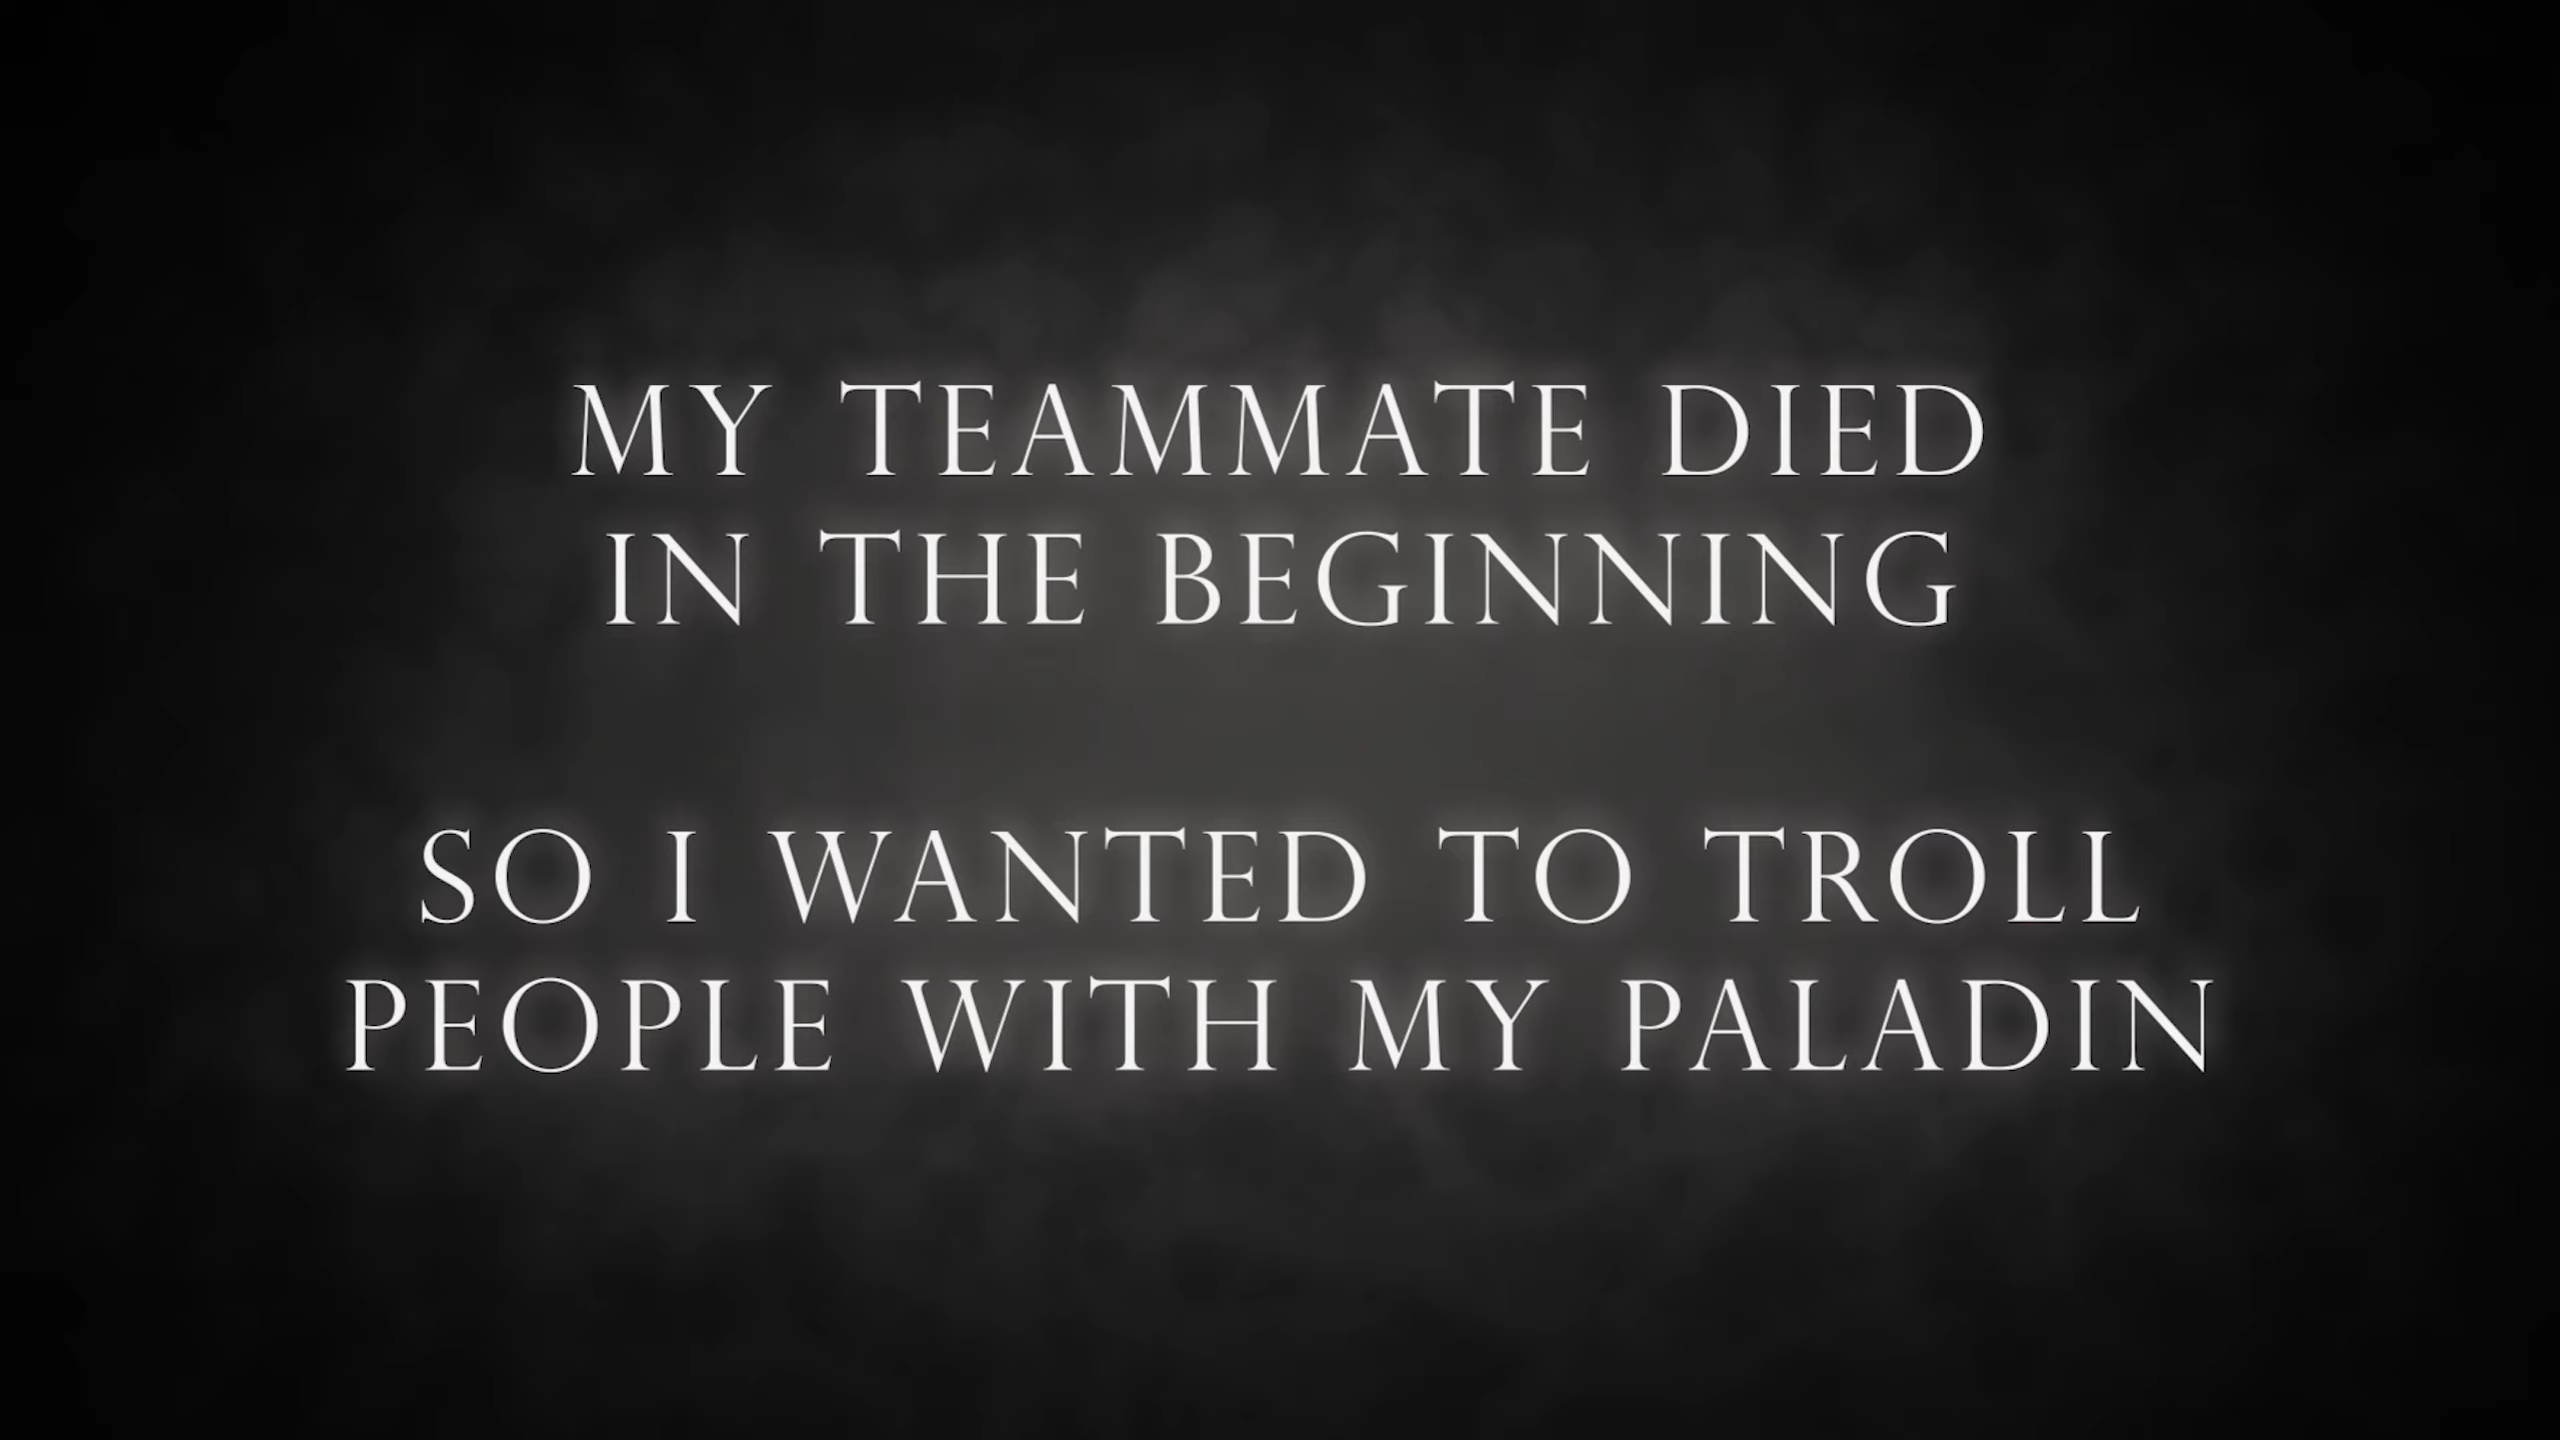 MY TEAMMATE DIED
IN THE BEGINNING
SO I WANTED TO TROLL
PEOPLE WITH MY PALADIN